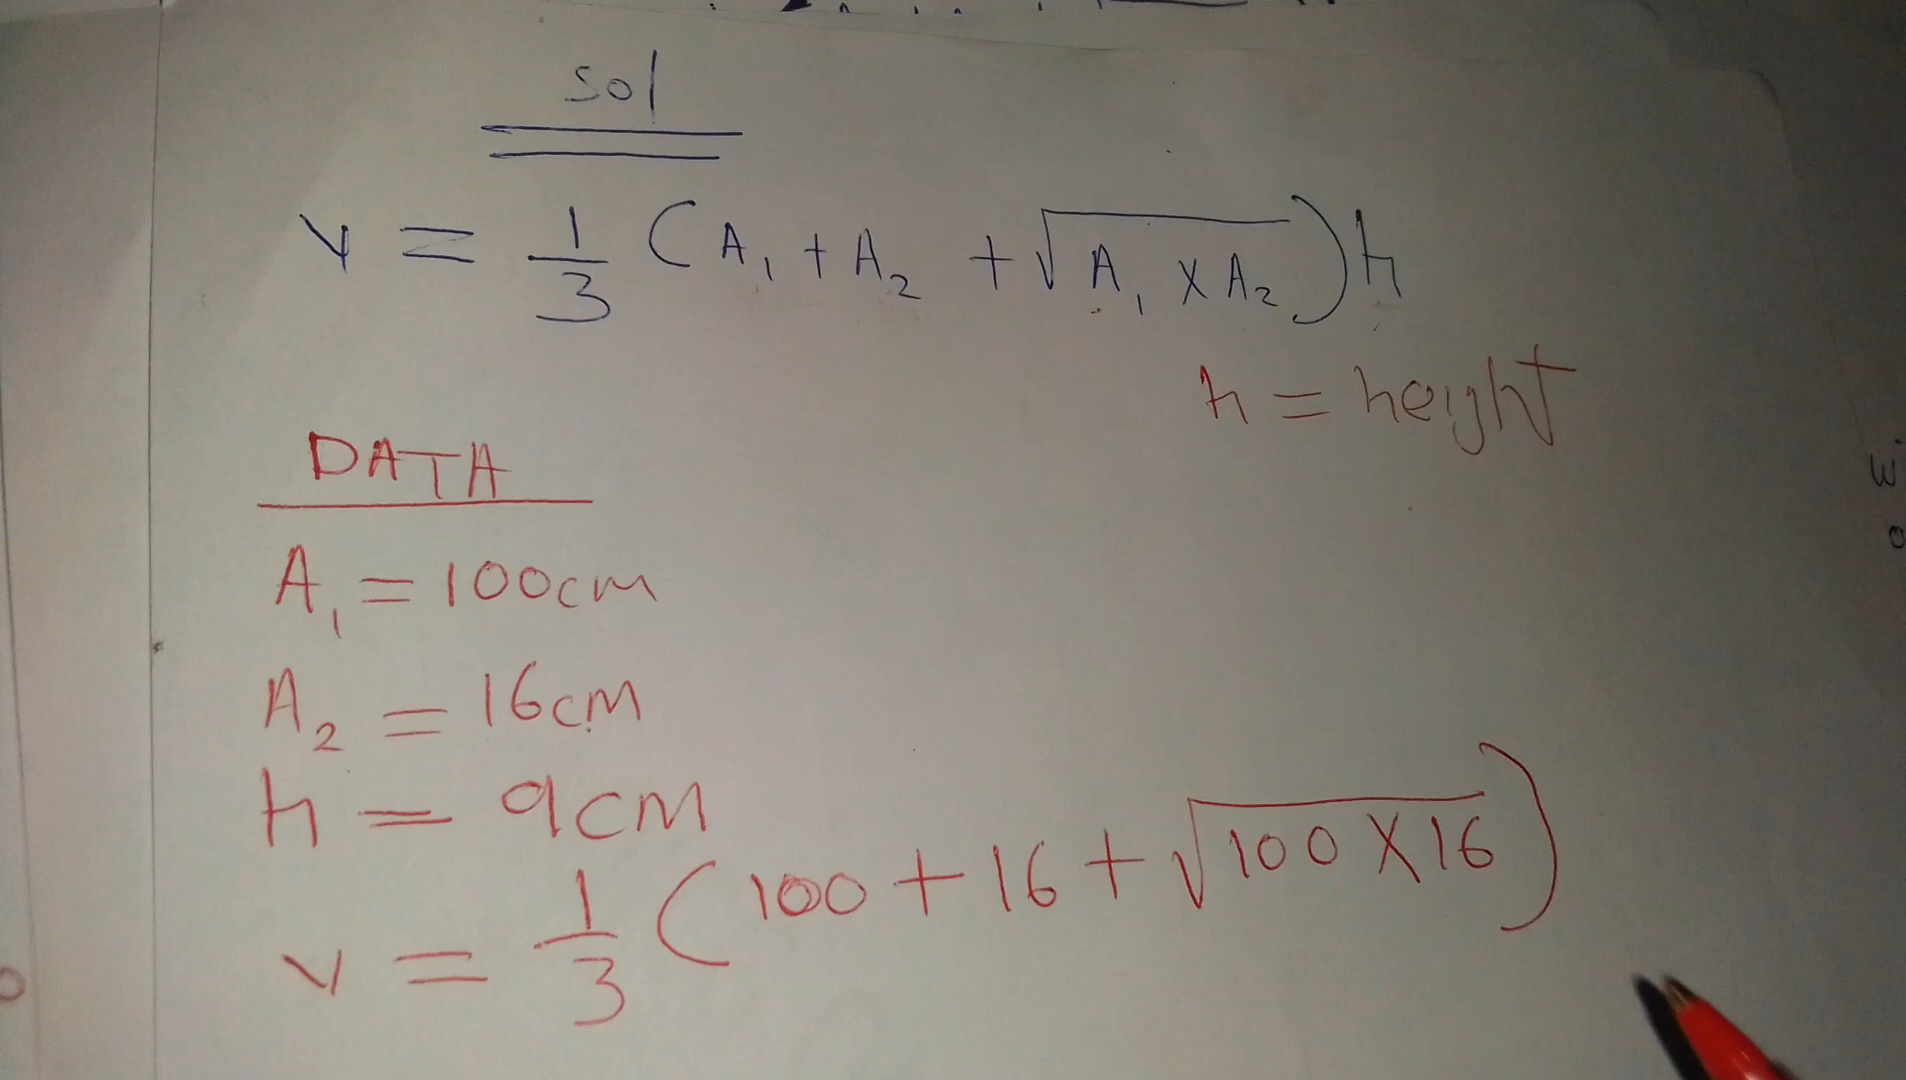 sol
V = 1/3 (A₁ + A₂ + √A₁ x A₂)h
h = height
DATA
A₁ = 100cm
A₂ = 16cm
h = 9cm
V = 1/3 (100 + 16 + √100 X 16)